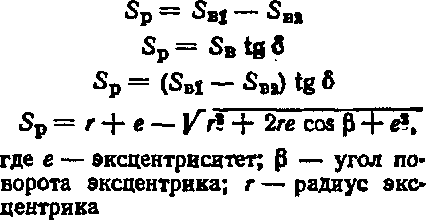 Sр = Sв1 — Sв2
Sр = Sв tg δ
Sр = (Sв1 — Sв2) tg δ
Sр = r + e — √r² + 2re cos β + e²,
где e — эксцентриситет; β — угол по-
ворота эксцентрика; r — радиус экс-
центрика